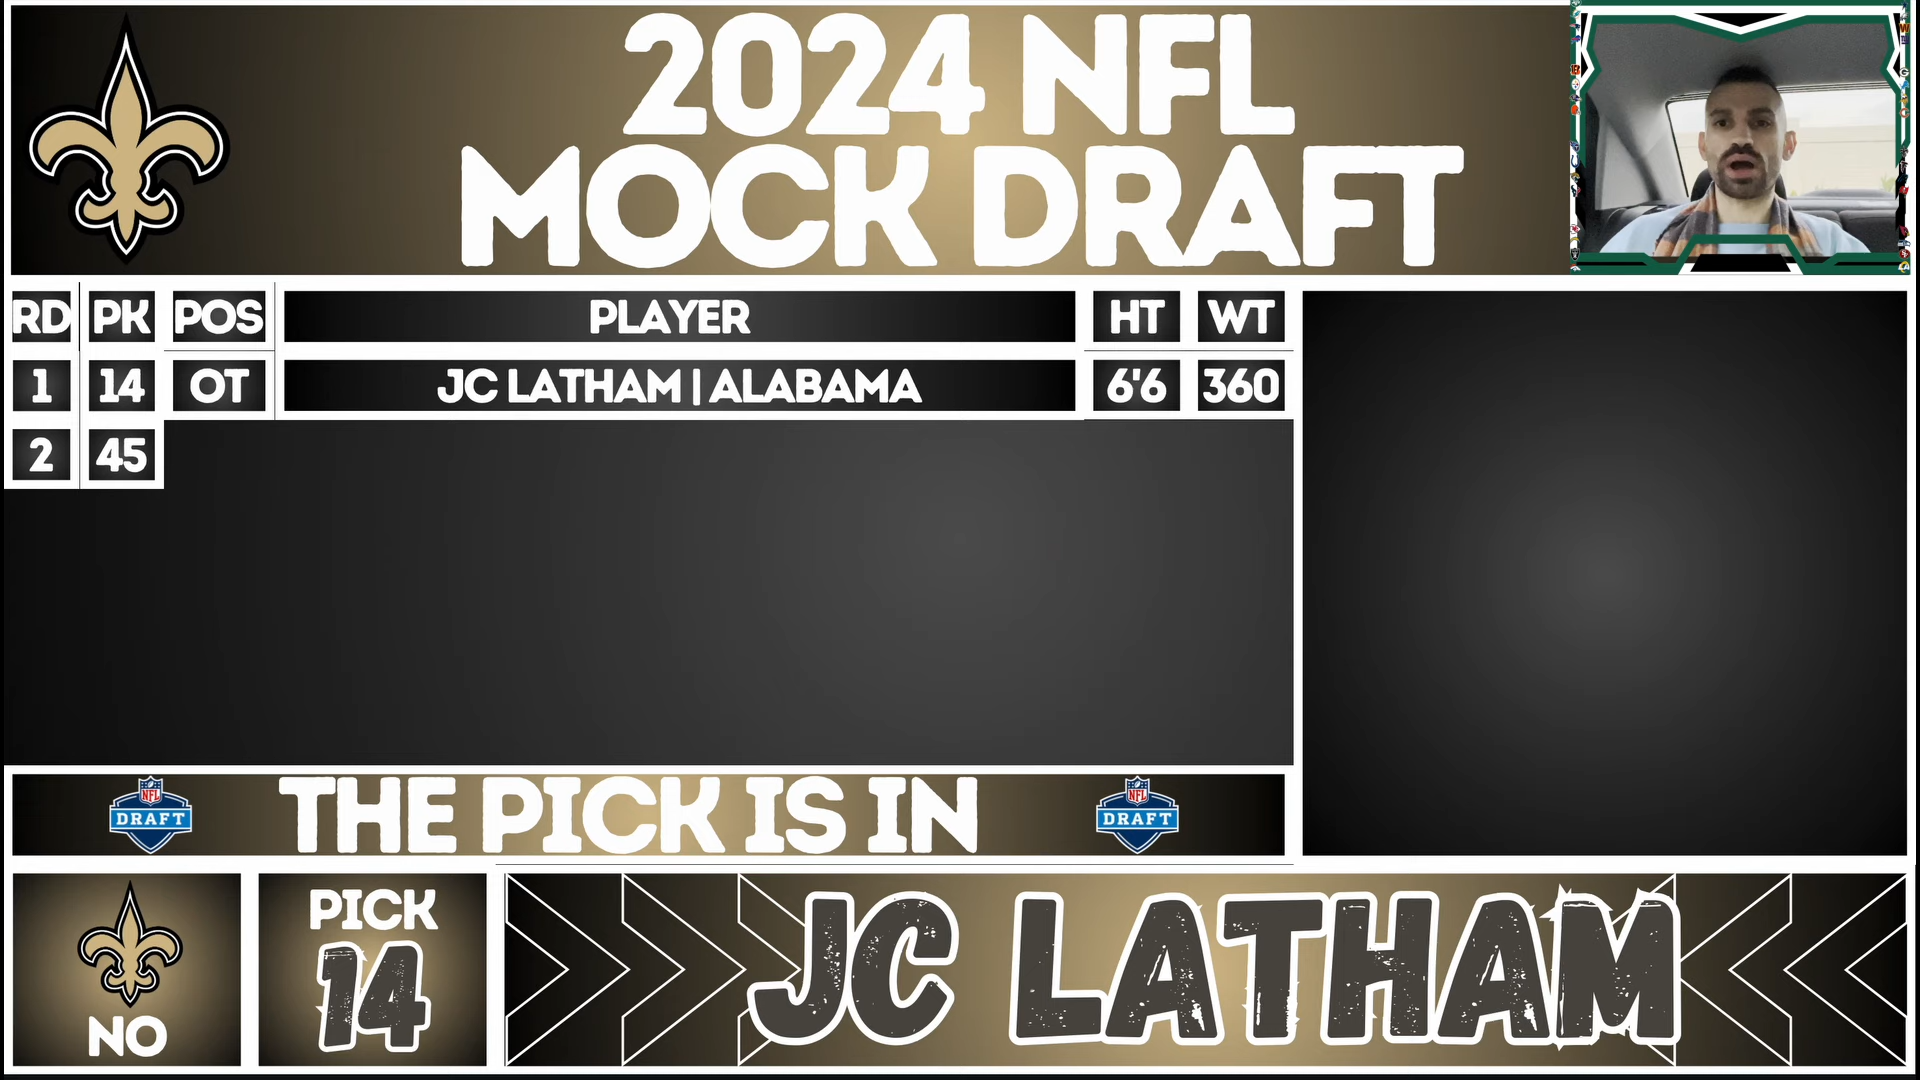 2024 NFL
MOCK DRAFT
RD PK POS PLAYER HT WT
1 14 OT JC LATHAM | ALABAMA 6'6 360
2 45
NFL DRAFT THE PICK IS IN NFL DRAFT
NO
PICK
14
JC LATHAM